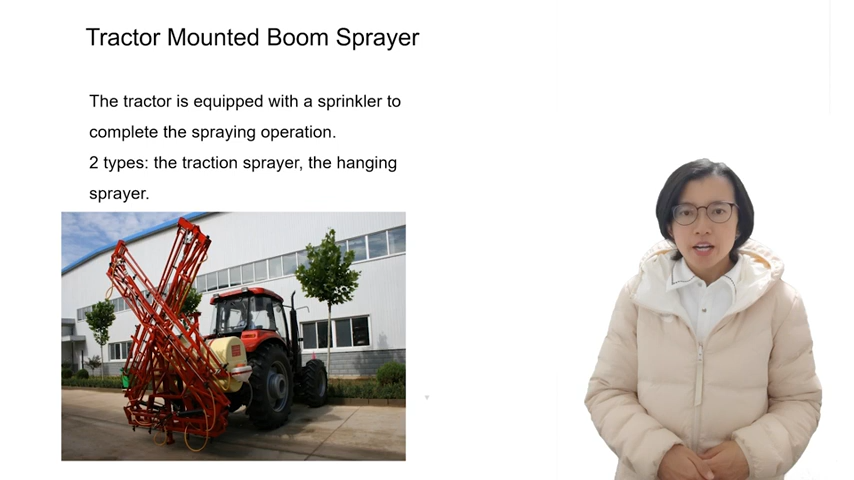 Tractor Mounted Boom Sprayer
The tractor is equipped with a sprinkler to
complete the spraying operation.
2 types: the traction sprayer, the hanging
sprayer.